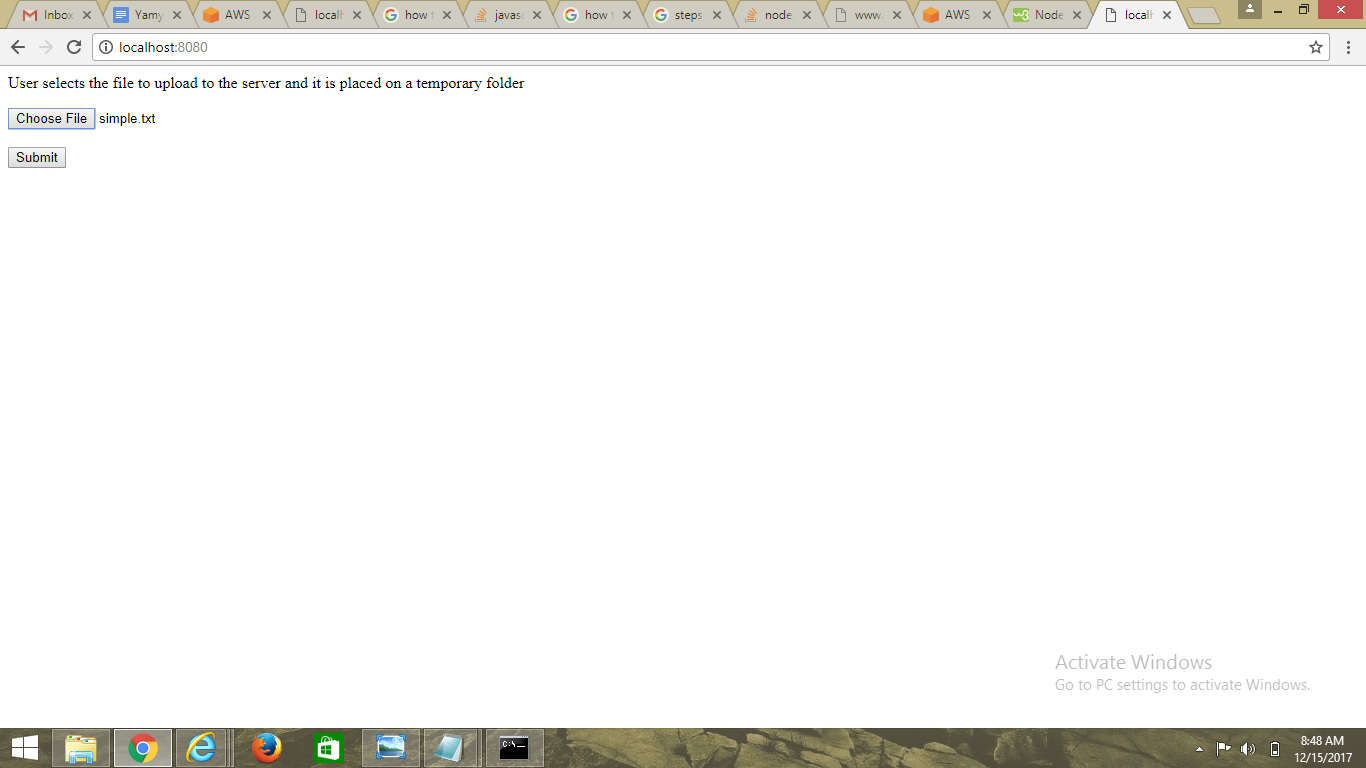 Inbox
Yamy
AWS
localh
how t
javasc
how t
steps
node.
www.
AWS
Node
localh
localhost:8080
User selects the file to upload to the server and it is placed on a temporary folder
Choose File simple.txt
Submit
Activate Windows
Go to PC settings to activate Windows.
C:\_
8:48 AM
12/15/2017